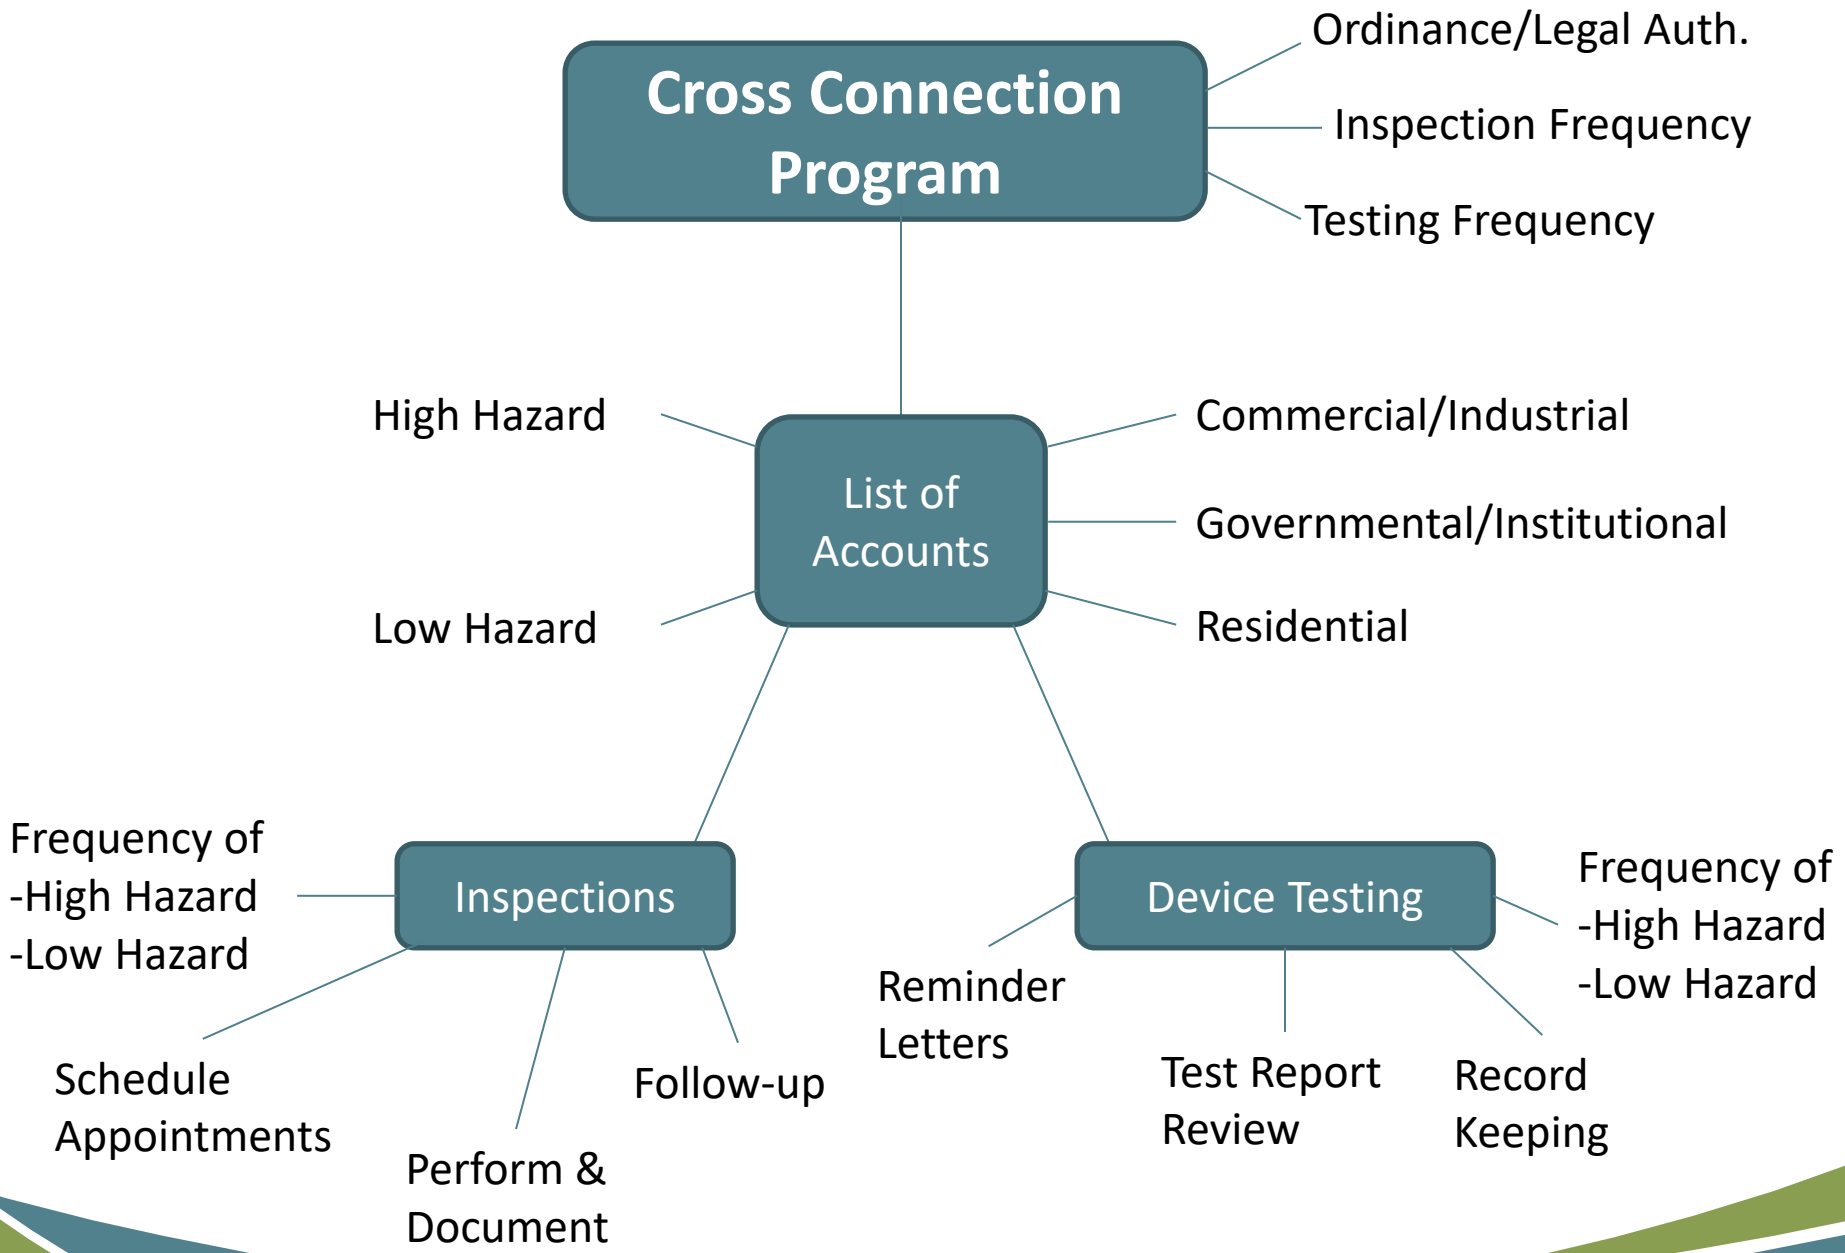 Cross Connection
Program
Ordinance/Legal Auth.
Inspection Frequency
Testing Frequency
High Hazard
Low Hazard
List of
Accounts
Commercial/Industrial
Governmental/Institutional
Residential
Frequency of
-High Hazard
-Low Hazard
Inspections
Schedule
Appointments
Perform &
Document
Follow-up
Device Testing
Reminder
Letters
Test Report
Review
Record
Keeping
Frequency of
-High Hazard
-Low Hazard